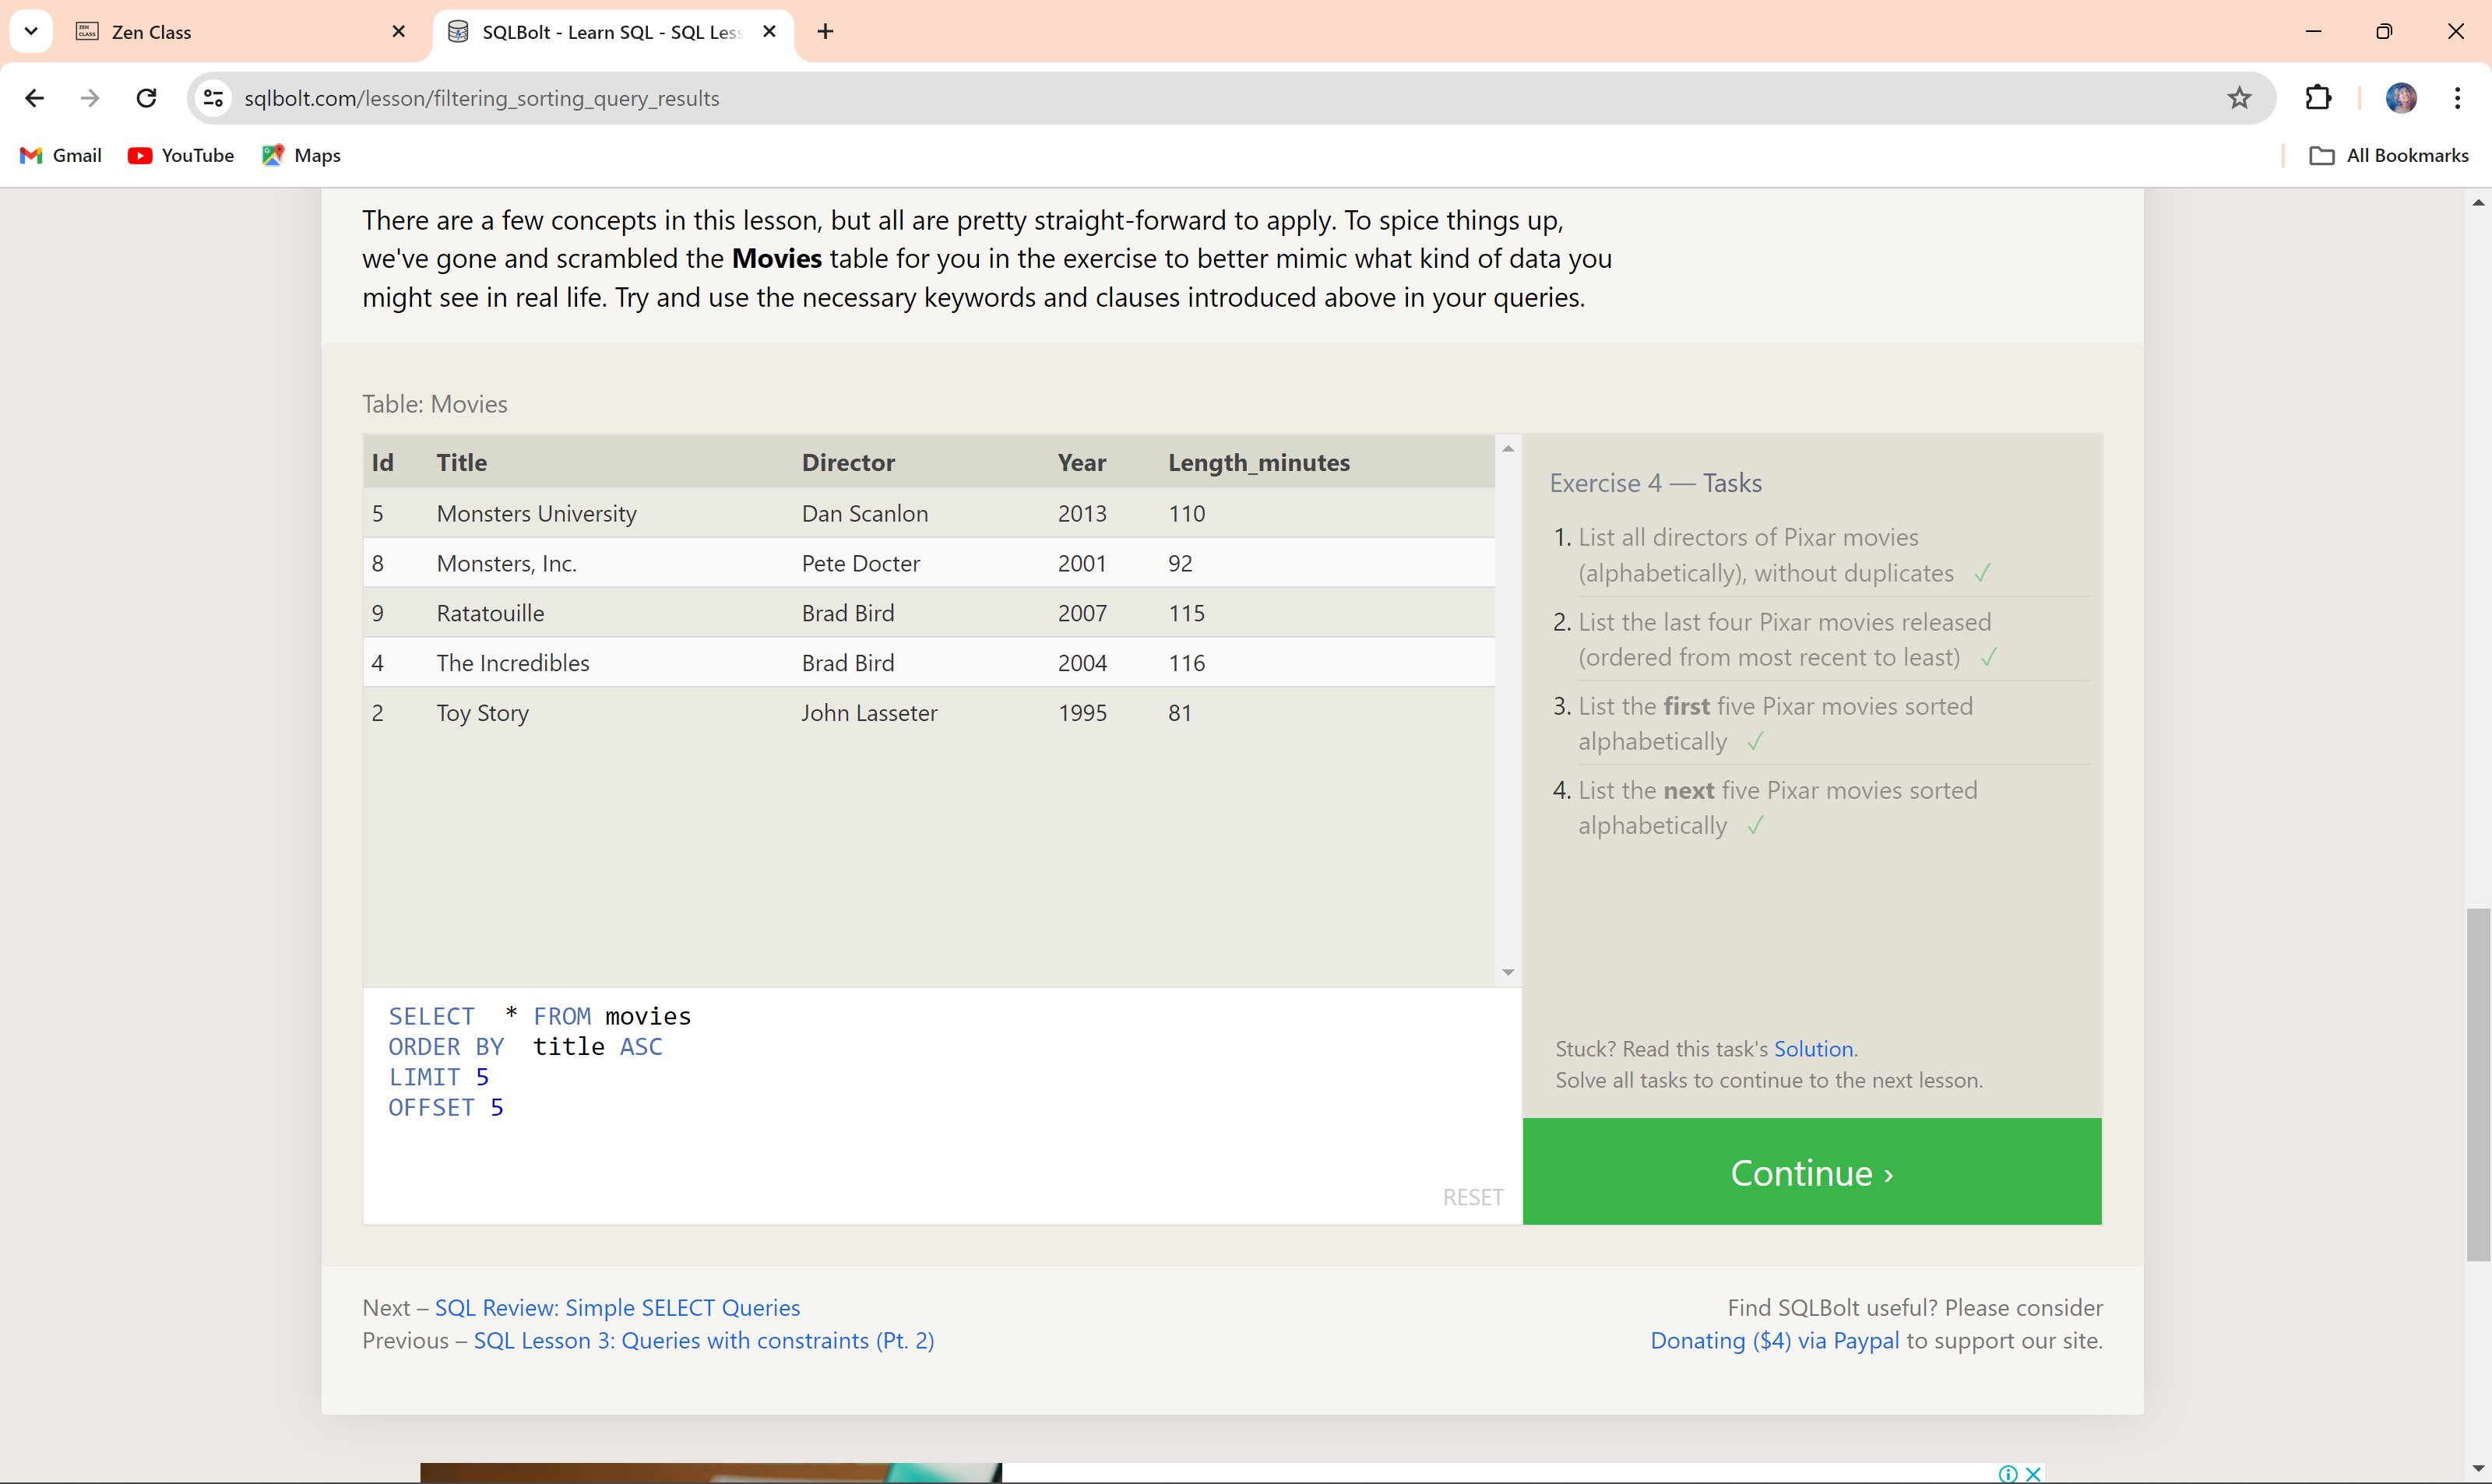 Zen Class
SQLBolt - Learn SQL - SQL Les
sqlbolt.com/lesson/filtering_sorting_query_results
Gmail YouTube Maps All Bookmarks
There are a few concepts in this lesson, but all are pretty straight-forward to apply. To spice things up,
we've gone and scrambled the Movies table for you in the exercise to better mimic what kind of data you
might see in real life. Try and use the necessary keywords and clauses introduced above in your queries.
Table: Movies
Id Title Director Year Length_minutes
5 Monsters University Dan Scanlon 2013 110
8 Monsters, Inc. Pete Docter 2001 92
9 Ratatouille Brad Bird 2007 115
4 The Incredibles Brad Bird 2004 116
2 Toy Story John Lasseter 1995 81
SELECT * FROM movies
ORDER BY title ASC
LIMIT 5
OFFSET 5
RESET
Exercise 4 — Tasks
1. List all directors of Pixar movies
(alphabetically), without duplicates ✓
2. List the last four Pixar movies released
(ordered from most recent to least) ✓
3. List the first five Pixar movies sorted
alphabetically ✓
4. List the next five Pixar movies sorted
alphabetically ✓
Stuck? Read this task's Solution.
Solve all tasks to continue to the next lesson.
Continue ›
Next – SQL Review: Simple SELECT Queries
Previous – SQL Lesson 3: Queries with constraints (Pt. 2)
Find SQLBolt useful? Please consider
Donating ($4) via Paypal to support our site.